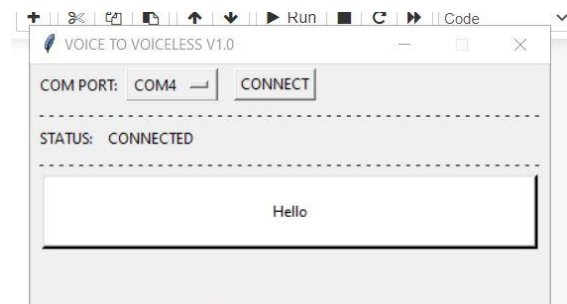 Run Code
VOICE TO VOICELESS V1.0
COM PORT: COM4 CONNECT
STATUS: CONNECTED
Hello